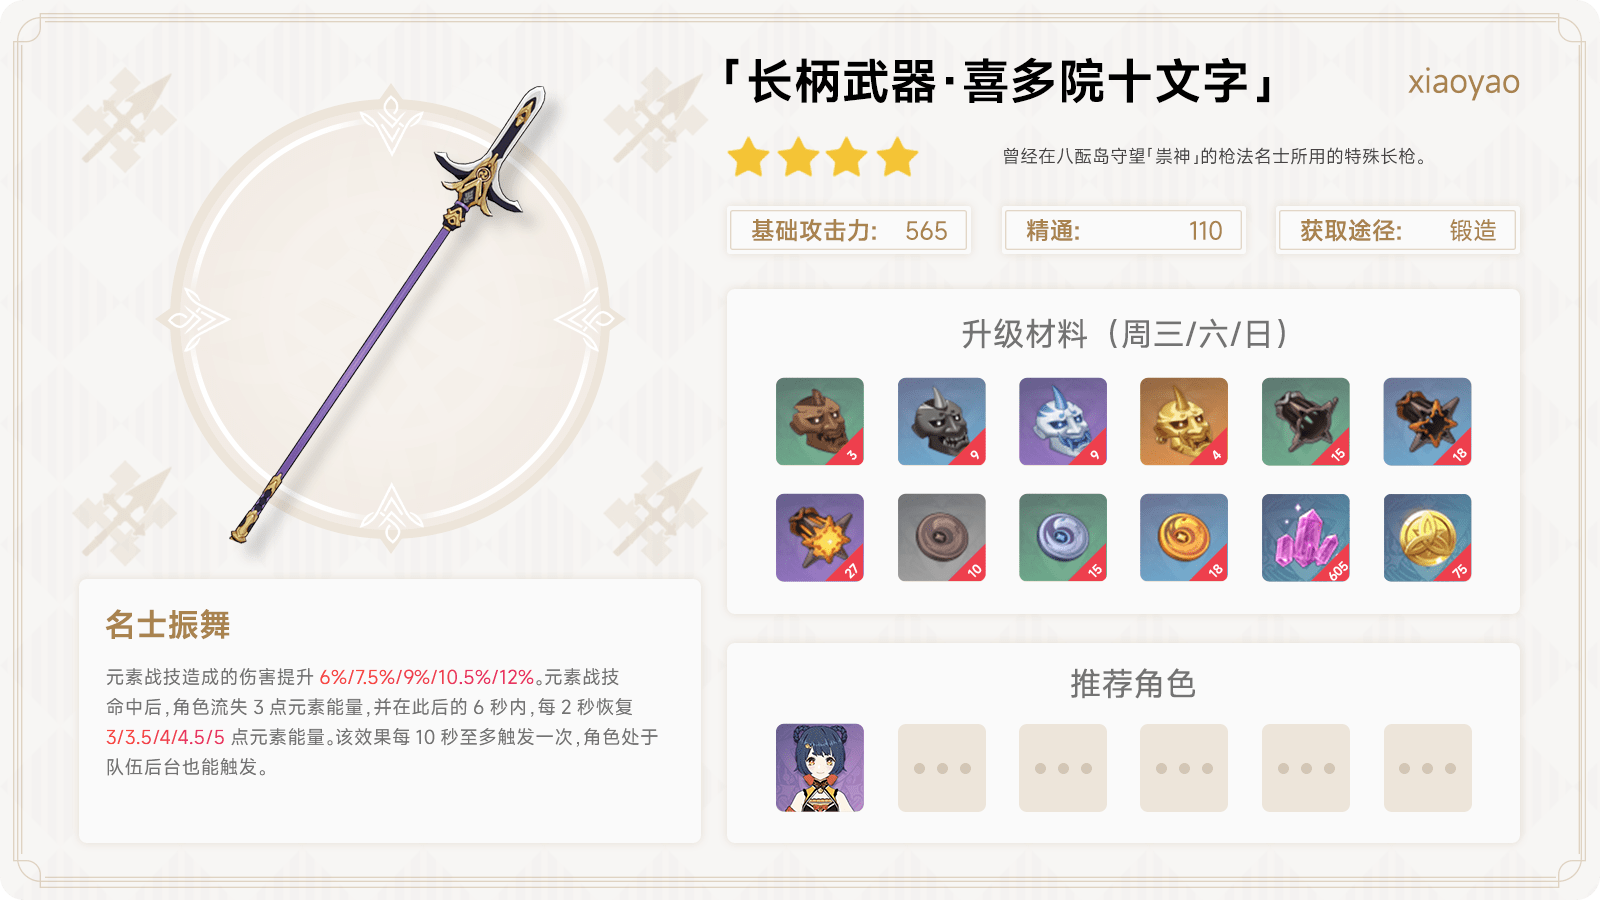 「长柄武器·喜多院十文字」
xiaoyao
曾经在八酝岛守望「祟神」的枪法名士所用的特殊长枪。
基础攻击力: 565
精通: 110
获取途径: 锻造
升级材料（周三/六/日）
3 9 9 4 15 18
27 10 15 18 605 75
名士振舞
元素战技造成的伤害提升 6%/7.5%/9%/10.5%/12%。元素战技
命中后,角色流失 3 点元素能量,并在此后的 6 秒内,每 2 秒恢复
3/3.5/4/4.5/5 点元素能量。该效果每 10 秒至多触发一次,角色处于
队伍后台也能触发。
推荐角色